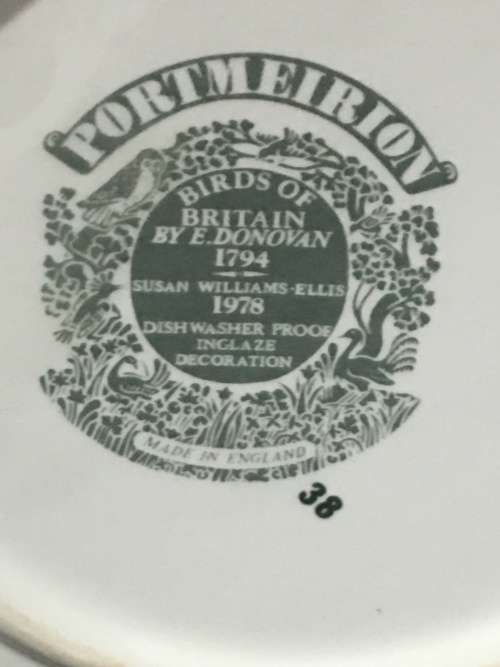 PORTMEIRION
BIRDS OF
BRITAIN
BY E. DONOVAN
1794
SUSAN WILLIAMS-ELLIS
1978
DISHWASHER PROOF
INGLAZE
DECORATION
MADE IN ENGLAND
38